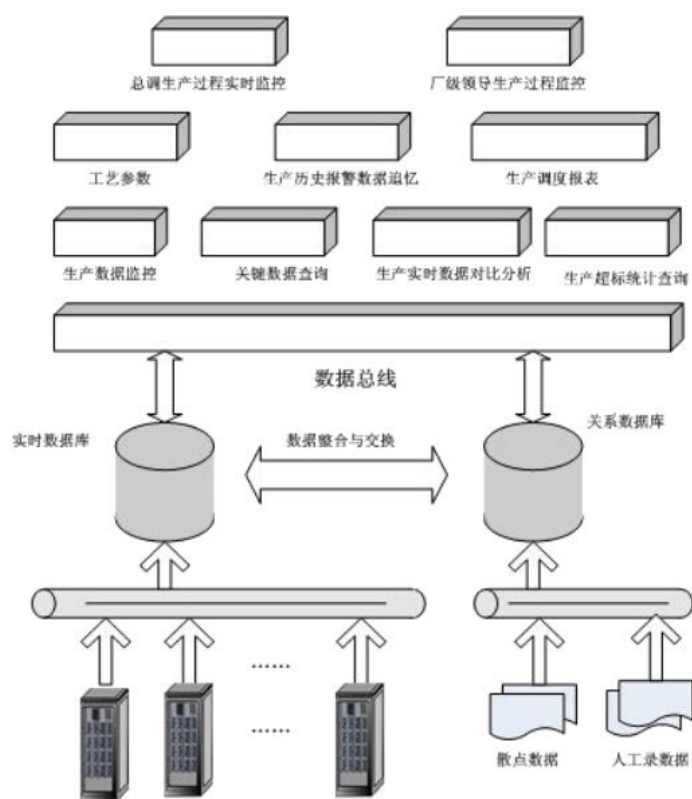 总调生产过程实时监控
厂级领导生产过程监控
工艺参数
生产历史报警数据追忆
生产调度报表
生产数据监控
关键数据查询
生产实时数据对比分析
生产超标统计查询
数据总线
实时数据库
数据整合与交换
关系数据库
……
……
散点数据
人工录数据